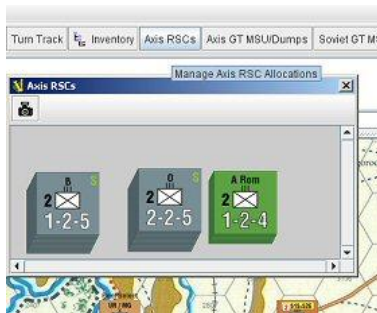 Turn Track Inventory Axis RSCs Axis GT MSU/Dumps Soviet GT MS
Manage Axis RSC Allocations
Axis RSCs
B S
2
1-2-5
S
2
2-2-5
A Rom
2
1-2-4